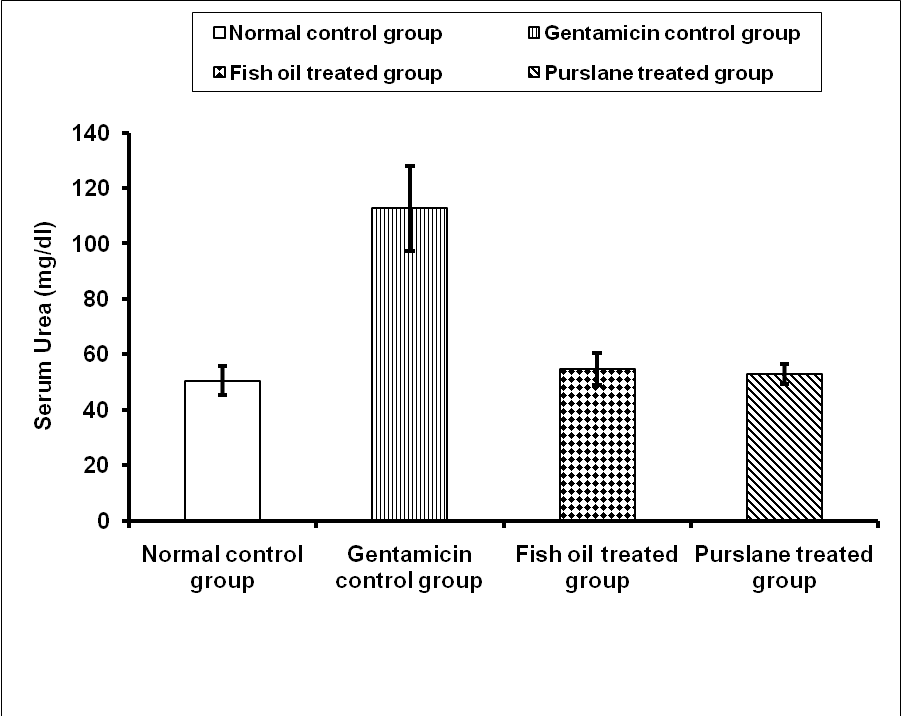 Normal control group
Gentamicin control group
Fish oil treated group
Purslane treated group
140
120
100
80
60
40
20
0
Serum Urea (mg/dl)
Normal control
group
Gentamicin
control group
Fish oil treated
group
Purslane treated
group